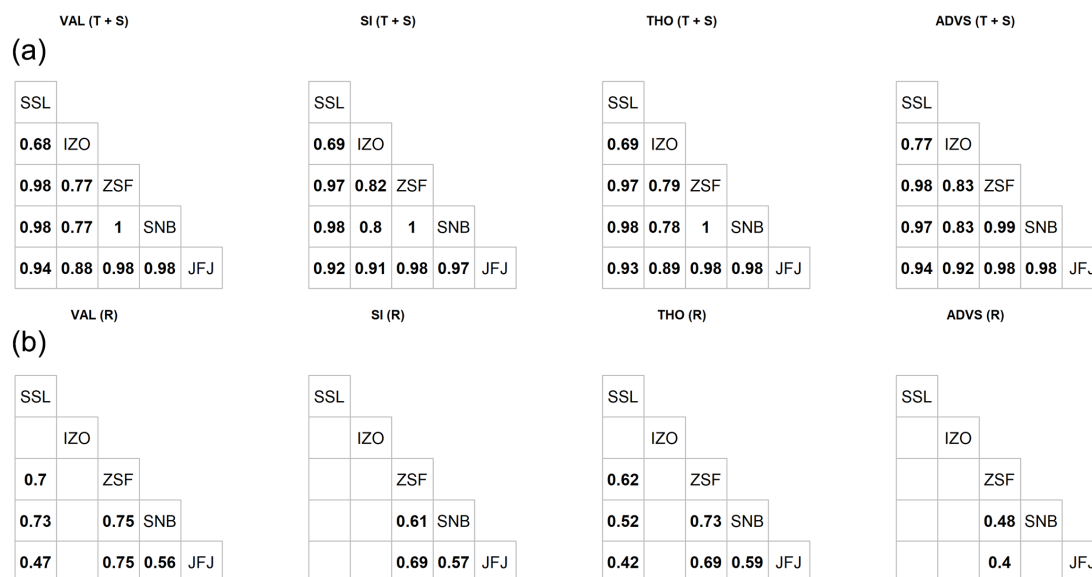 VAL (T + S) SI (T + S) THO (T + S) ADVS (T + S)
(a)
SSL SSL SSL SSL
0.68 IZO 0.69 IZO 0.69 IZO 0.77 IZO
0.98 0.77 ZSF 0.97 0.82 ZSF 0.97 0.79 ZSF 0.98 0.83 ZSF
0.98 0.77 1 SNB 0.98 0.8 1 SNB 0.98 0.78 1 SNB 0.97 0.83 0.99 SNB
0.94 0.88 0.98 0.98 JFJ 0.92 0.91 0.98 0.97 JFJ 0.93 0.89 0.98 0.98 JFJ 0.94 0.92 0.98 0.98 JFJ
VAL (R) SI (R) THO (R) ADVS (R)
(b)
SSL SSL SSL SSL
IZO IZO IZO IZO
0.7 ZSF ZSF 0.62 ZSF ZSF
0.73 0.75 SNB 0.61 SNB 0.52 0.73 SNB 0.48 SNB
0.47 0.75 0.56 JFJ 0.69 0.57 JFJ 0.42 0.69 0.59 JFJ 0.4 JFJ